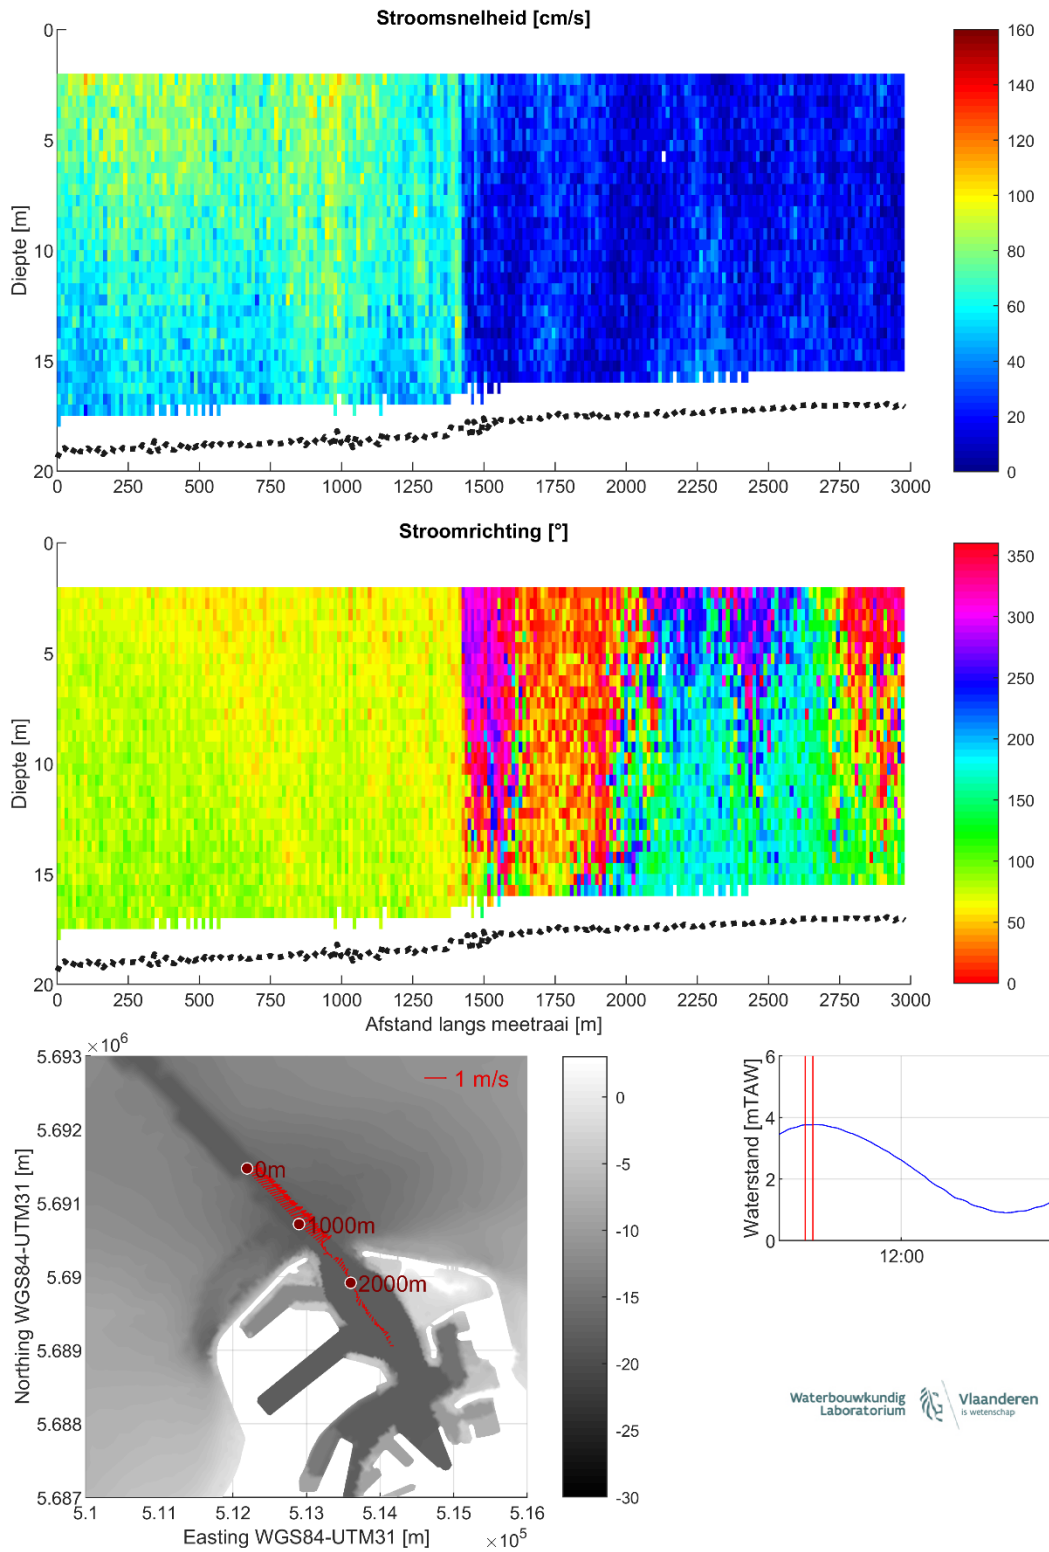 Stroomsnelheid [cm/s]
Diepte [m]
0
5
10
15
20
0 250 500 750 1000 1250 1500 1750 2000 2250 2500 2750 3000
160
140
120
100
80
60
40
20
0
Stroomrichting [°]
Diepte [m]
0
5
10
15
20
0 250 500 750 1000 1250 1500 1750 2000 2250 2500 2750 3000
Afstand langs meetraai [m]
350
300
250
200
150
100
50
0
×10⁶
Northing WGS84-UTM31 [m]
5.693
5.692
5.691
5.69
5.689
5.688
5.687
1 m/s
0m
1000m
2000m
5.1 5.11 5.12 5.13 5.14 5.15 5.16
Easting WGS84-UTM31 [m]
×10⁵
0
-5
-10
-15
-20
-25
-30
Waterstand [mTAW]
6
4
2
0
12:00
Waterbouwkundig
Laboratorium
Vlaanderen
is wetenschap